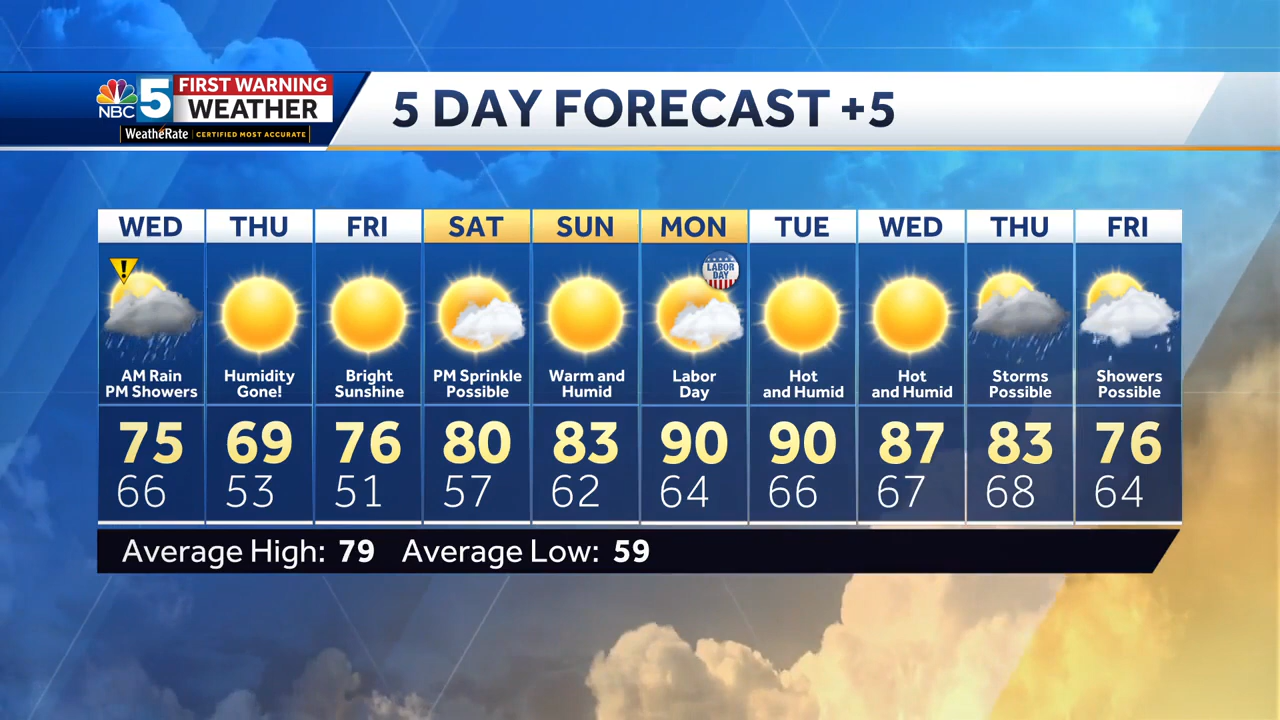 NBC 5 FIRST WARNING WEATHER
WeatheRate CERTIFIED MOST ACCURATE
5 DAY FORECAST +5
WED THU FRI SAT SUN MON TUE WED THU FRI
!
LABOR
DAY
AM Rain Humidity Bright PM Sprinkle Warm and Labor Hot Hot Storms Showers
PM Showers Gone! Sunshine Possible Humid Day and Humid and Humid Possible Possible
75 69 76 80 83 90 90 87 83 76
66 53 51 57 62 64 66 67 68 64
Average High: 79 Average Low: 59